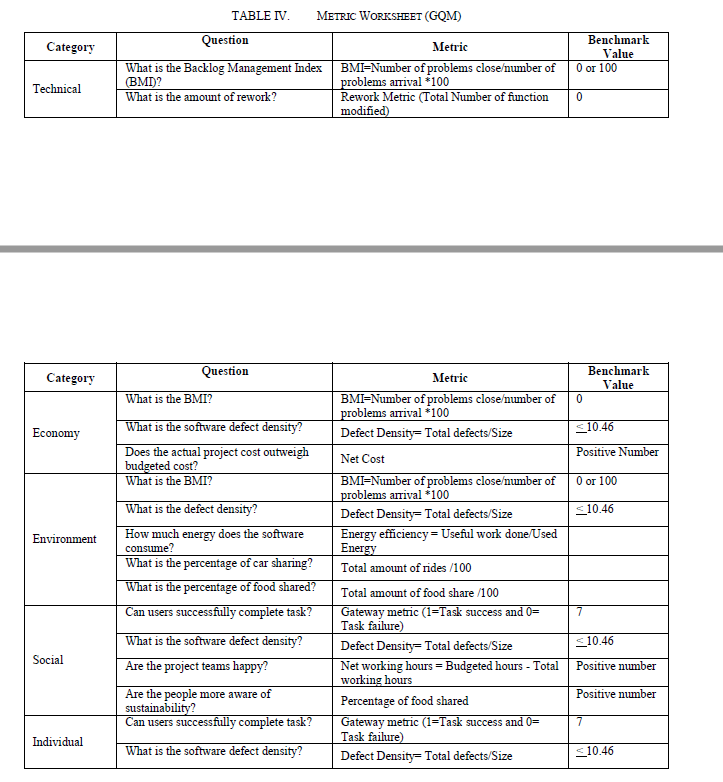 TABLE IV. METRIC WORKSHEET (GQM)
Category Question Metric Benchmark
Value
Technical What is the Backlog Management Index
(BMI)? BMI=Number of problems close/number of
problems arrival *100 0 or 100
What is the amount of rework? Rework Metric (Total Number of function
modified) 0
Category Question Metric Benchmark
Value
Economy What is the BMI? BMI=Number of problems close/number of
problems arrival *100 0
What is the software defect density? Defect Density= Total defects/Size ≤ 10.46
Does the actual project cost outweigh
budgeted cost? Net Cost Positive Number
Environment What is the BMI? BMI=Number of problems close/number of
problems arrival *100 0 or 100
What is the defect density? Defect Density= Total defects/Size ≤ 10.46
How much energy does the software
consume? Energy efficiency = Useful work done/Used
Energy
What is the percentage of car sharing? Total amount of rides /100
What is the percentage of food shared? Total amount of food share /100
Social Can users successfully complete task? Gateway metric (1=Task success and 0=
Task failure) 7
What is the software defect density? Defect Density= Total defects/Size ≤ 10.46
Are the project teams happy? Net working hours = Budgeted hours - Total
working hours Positive number
Are the people more aware of
sustainability? Percentage of food shared Positive number
Individual Can users successfully complete task? Gateway metric (1=Task success and 0=
Task failure) 7
What is the software defect density? Defect Density= Total defects/Size ≤ 10.46